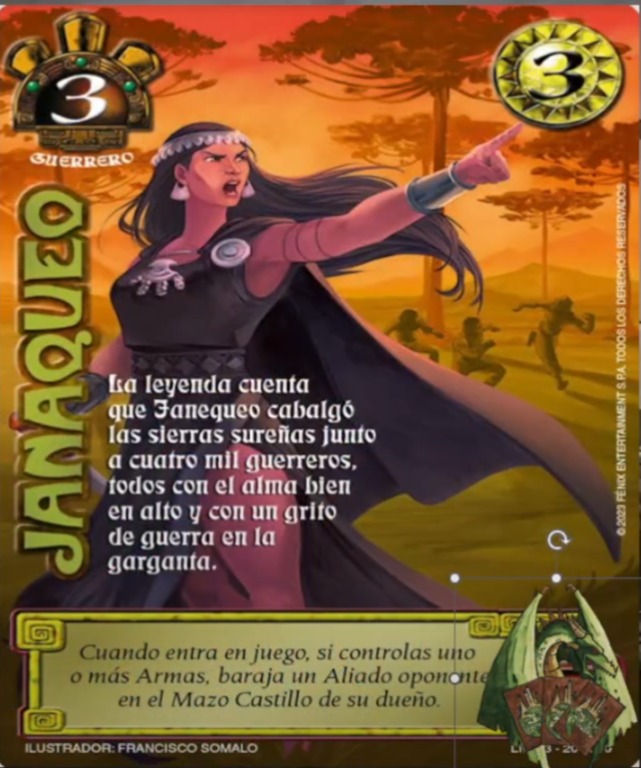 3
GUERRERO
3
JANAQUEO
La leyenda cuenta
que Janequeo cabalgó
las sierras sureñas junto
a cuatro mil guerreros,
todos con el alma bien
en alto y con un grito
de guerra en la
garganta.
© 2023 FÉNIX ENTERTAINMENT S.P.A. TODOS LOS DERECHOS RESERVADOS
Cuando entra en juego, si controlas uno
o más Armas, baraja un Aliado oponente
en el Mazo Castillo de su dueño.
ILUSTRADOR: FRANCISCO SOMALO